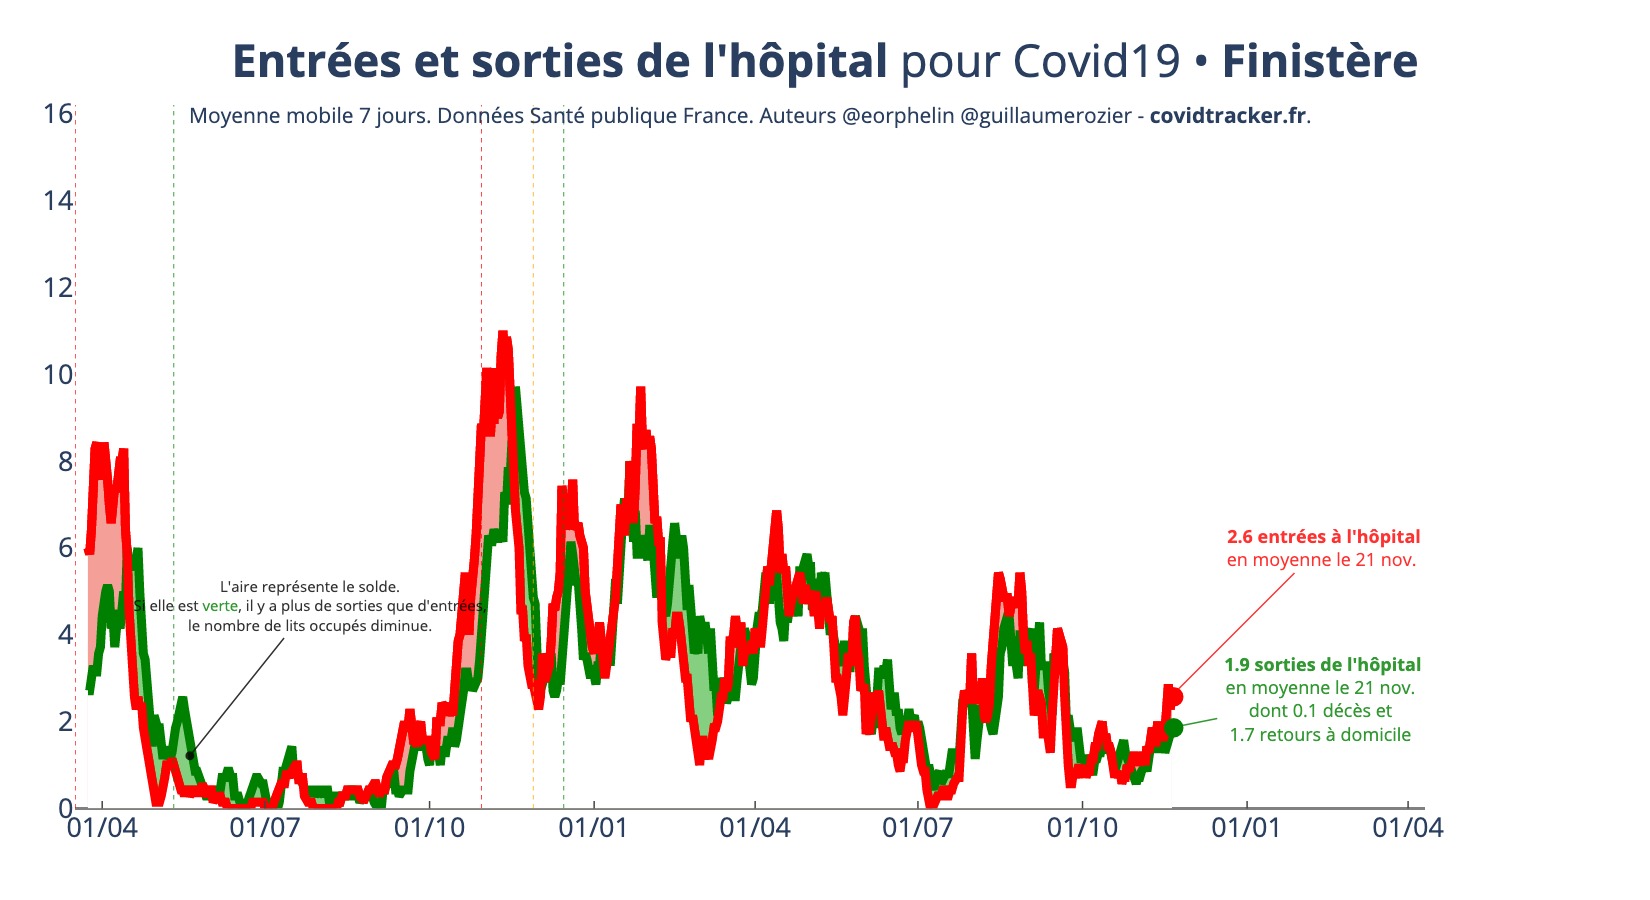 Entrées et sorties de l'hôpital pour Covid19 • Finistère
Moyenne mobile 7 jours. Données Santé publique France. Auteurs @eorphelin @guillaumerozier - covidtracker.fr.
16
14
12
10
8
6
4
2
0
L'aire représente le solde.
Si elle est verte, il y a plus de sorties que d'entrées,
le nombre de lits occupés diminue.
2.6 entrées à l'hôpital
en moyenne le 21 nov.
1.9 sorties de l'hôpital
en moyenne le 21 nov.
dont 0.1 décès et
1.7 retours à domicile
01/04 01/07 01/10 01/01 01/04 01/07 01/10 01/01 01/04